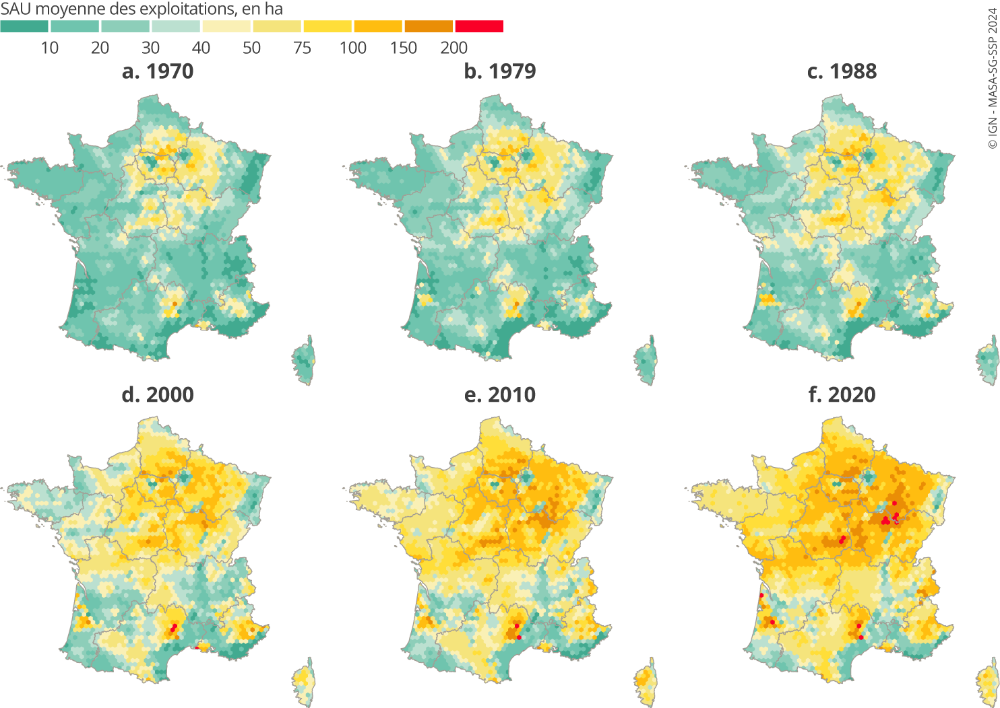 SAU moyenne des exploitations, en ha
10 20 30 40 50 75 100 150 200
a. 1970
b. 1979
c. 1988
d. 2000
e. 2010
f. 2020
© IGN - MASA-SG-SSP 2024